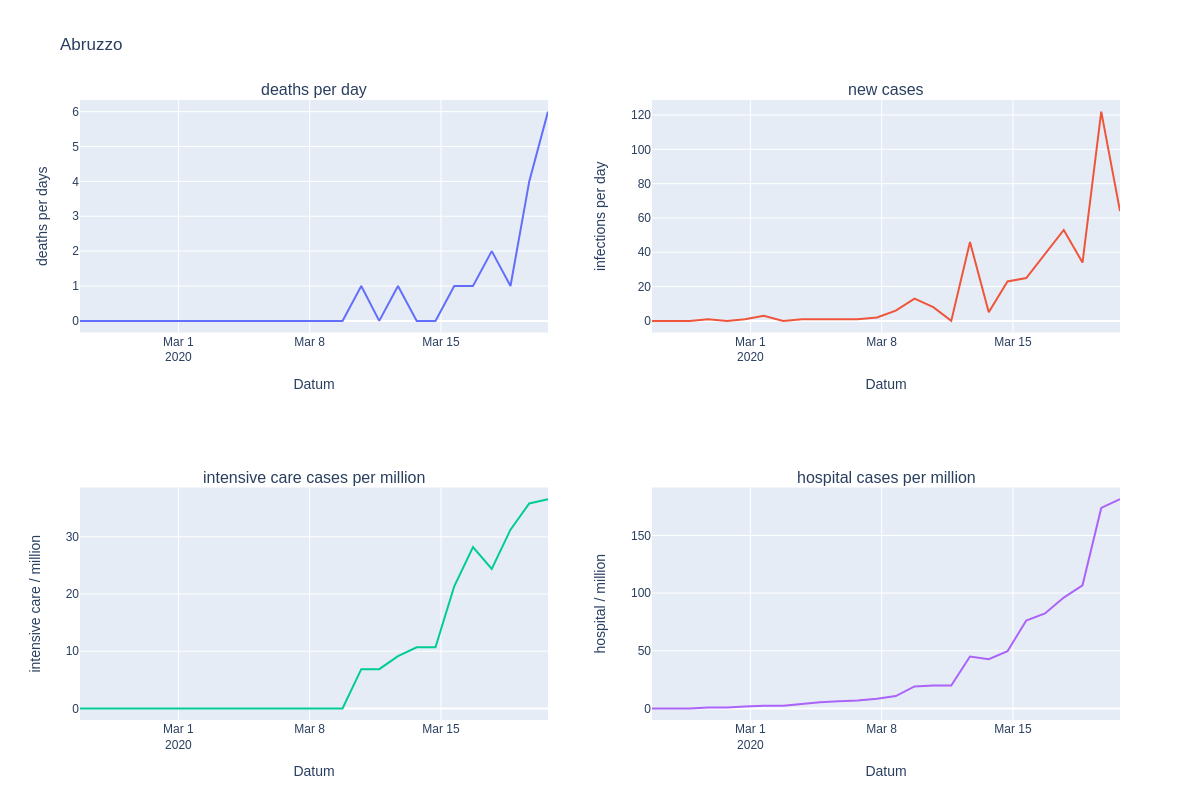 Abruzzo
deaths per day
deaths per days
6
5
4
3
2
1
0
Mar 1
2020
Mar 8
Mar 15
Datum
new cases
infections per day
120
100
80
60
40
20
0
Mar 1
2020
Mar 8
Mar 15
Datum
intensive care cases per million
intensive care / million
30
20
10
0
Mar 1
2020
Mar 8
Mar 15
Datum
hospital cases per million
hospital / million
150
100
50
0
Mar 1
2020
Mar 8
Mar 15
Datum